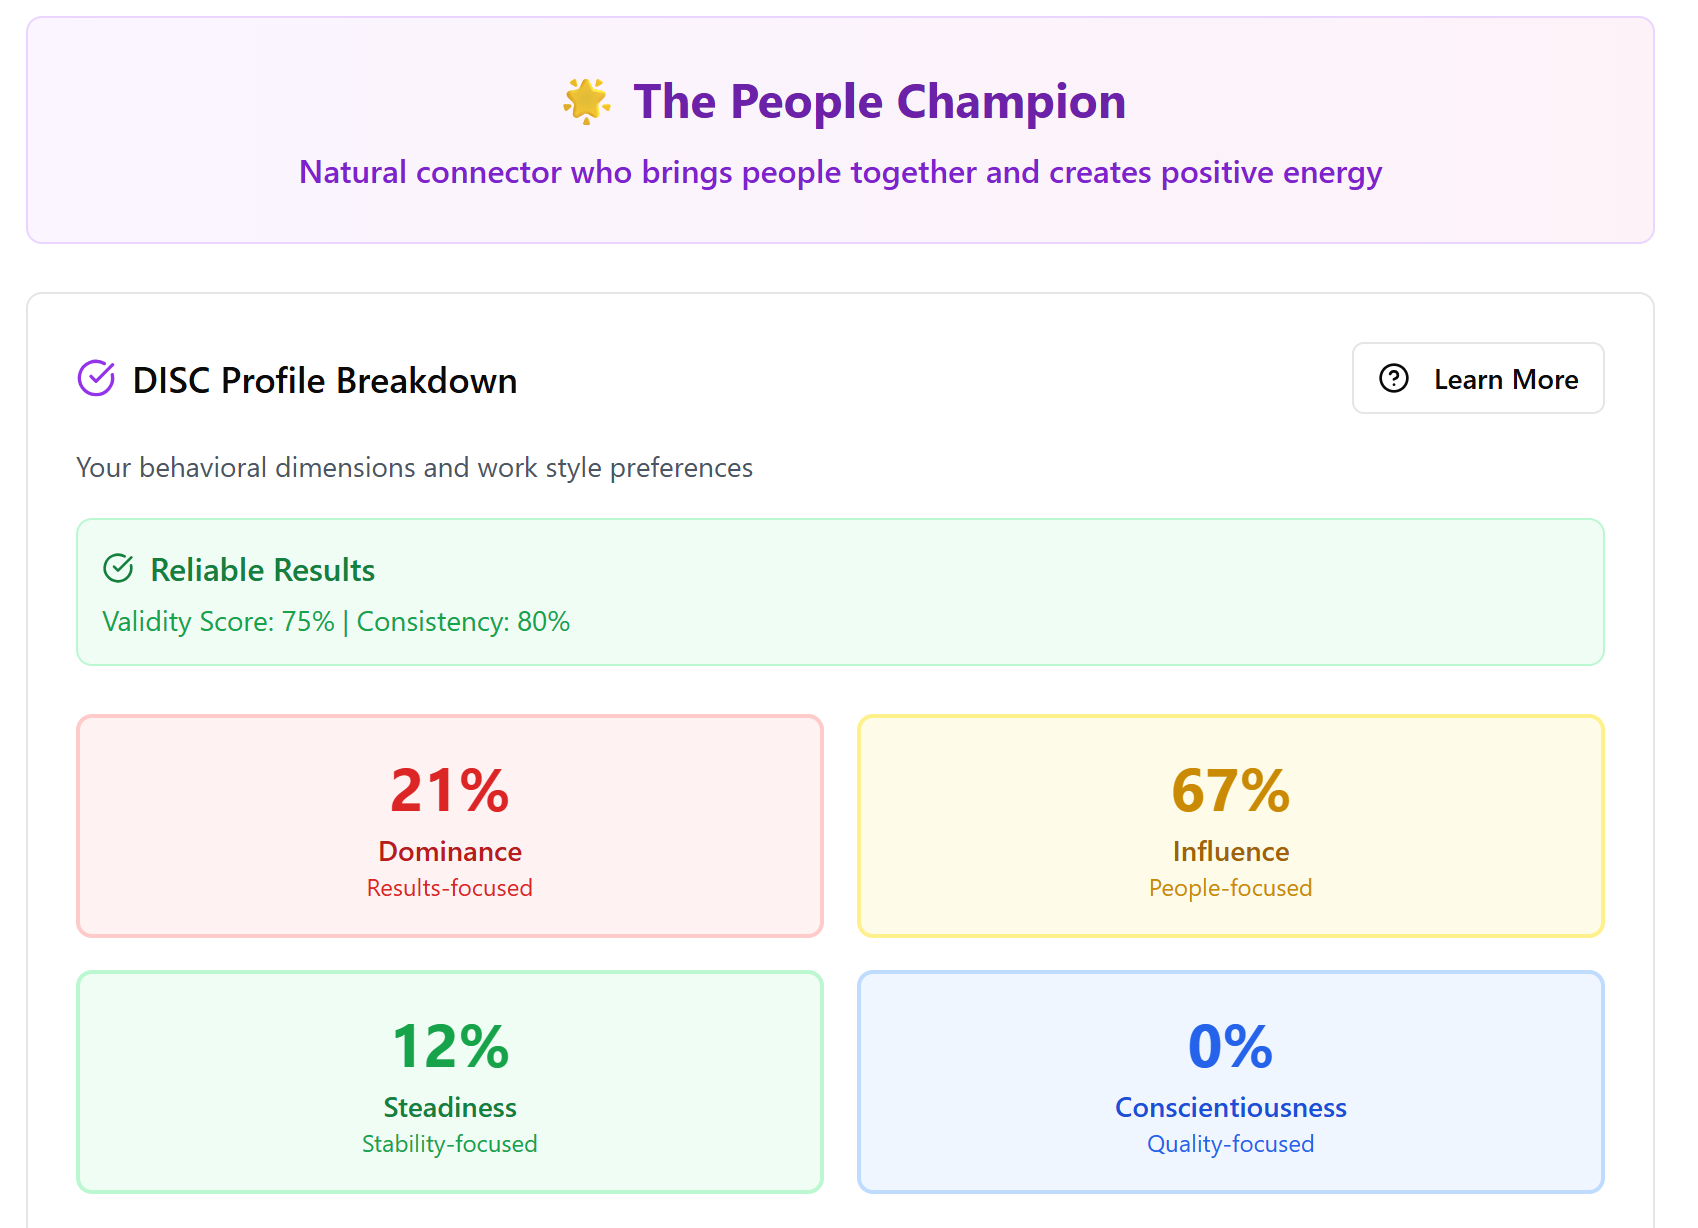 The People Champion
Natural connector who brings people together and creates positive energy
DISC Profile Breakdown
Learn More
Your behavioral dimensions and work style preferences
Reliable Results
Validity Score: 75% | Consistency: 80%
21%
Dominance
Results-focused
67%
Influence
People-focused
12%
Steadiness
Stability-focused
0%
Conscientiousness
Quality-focused